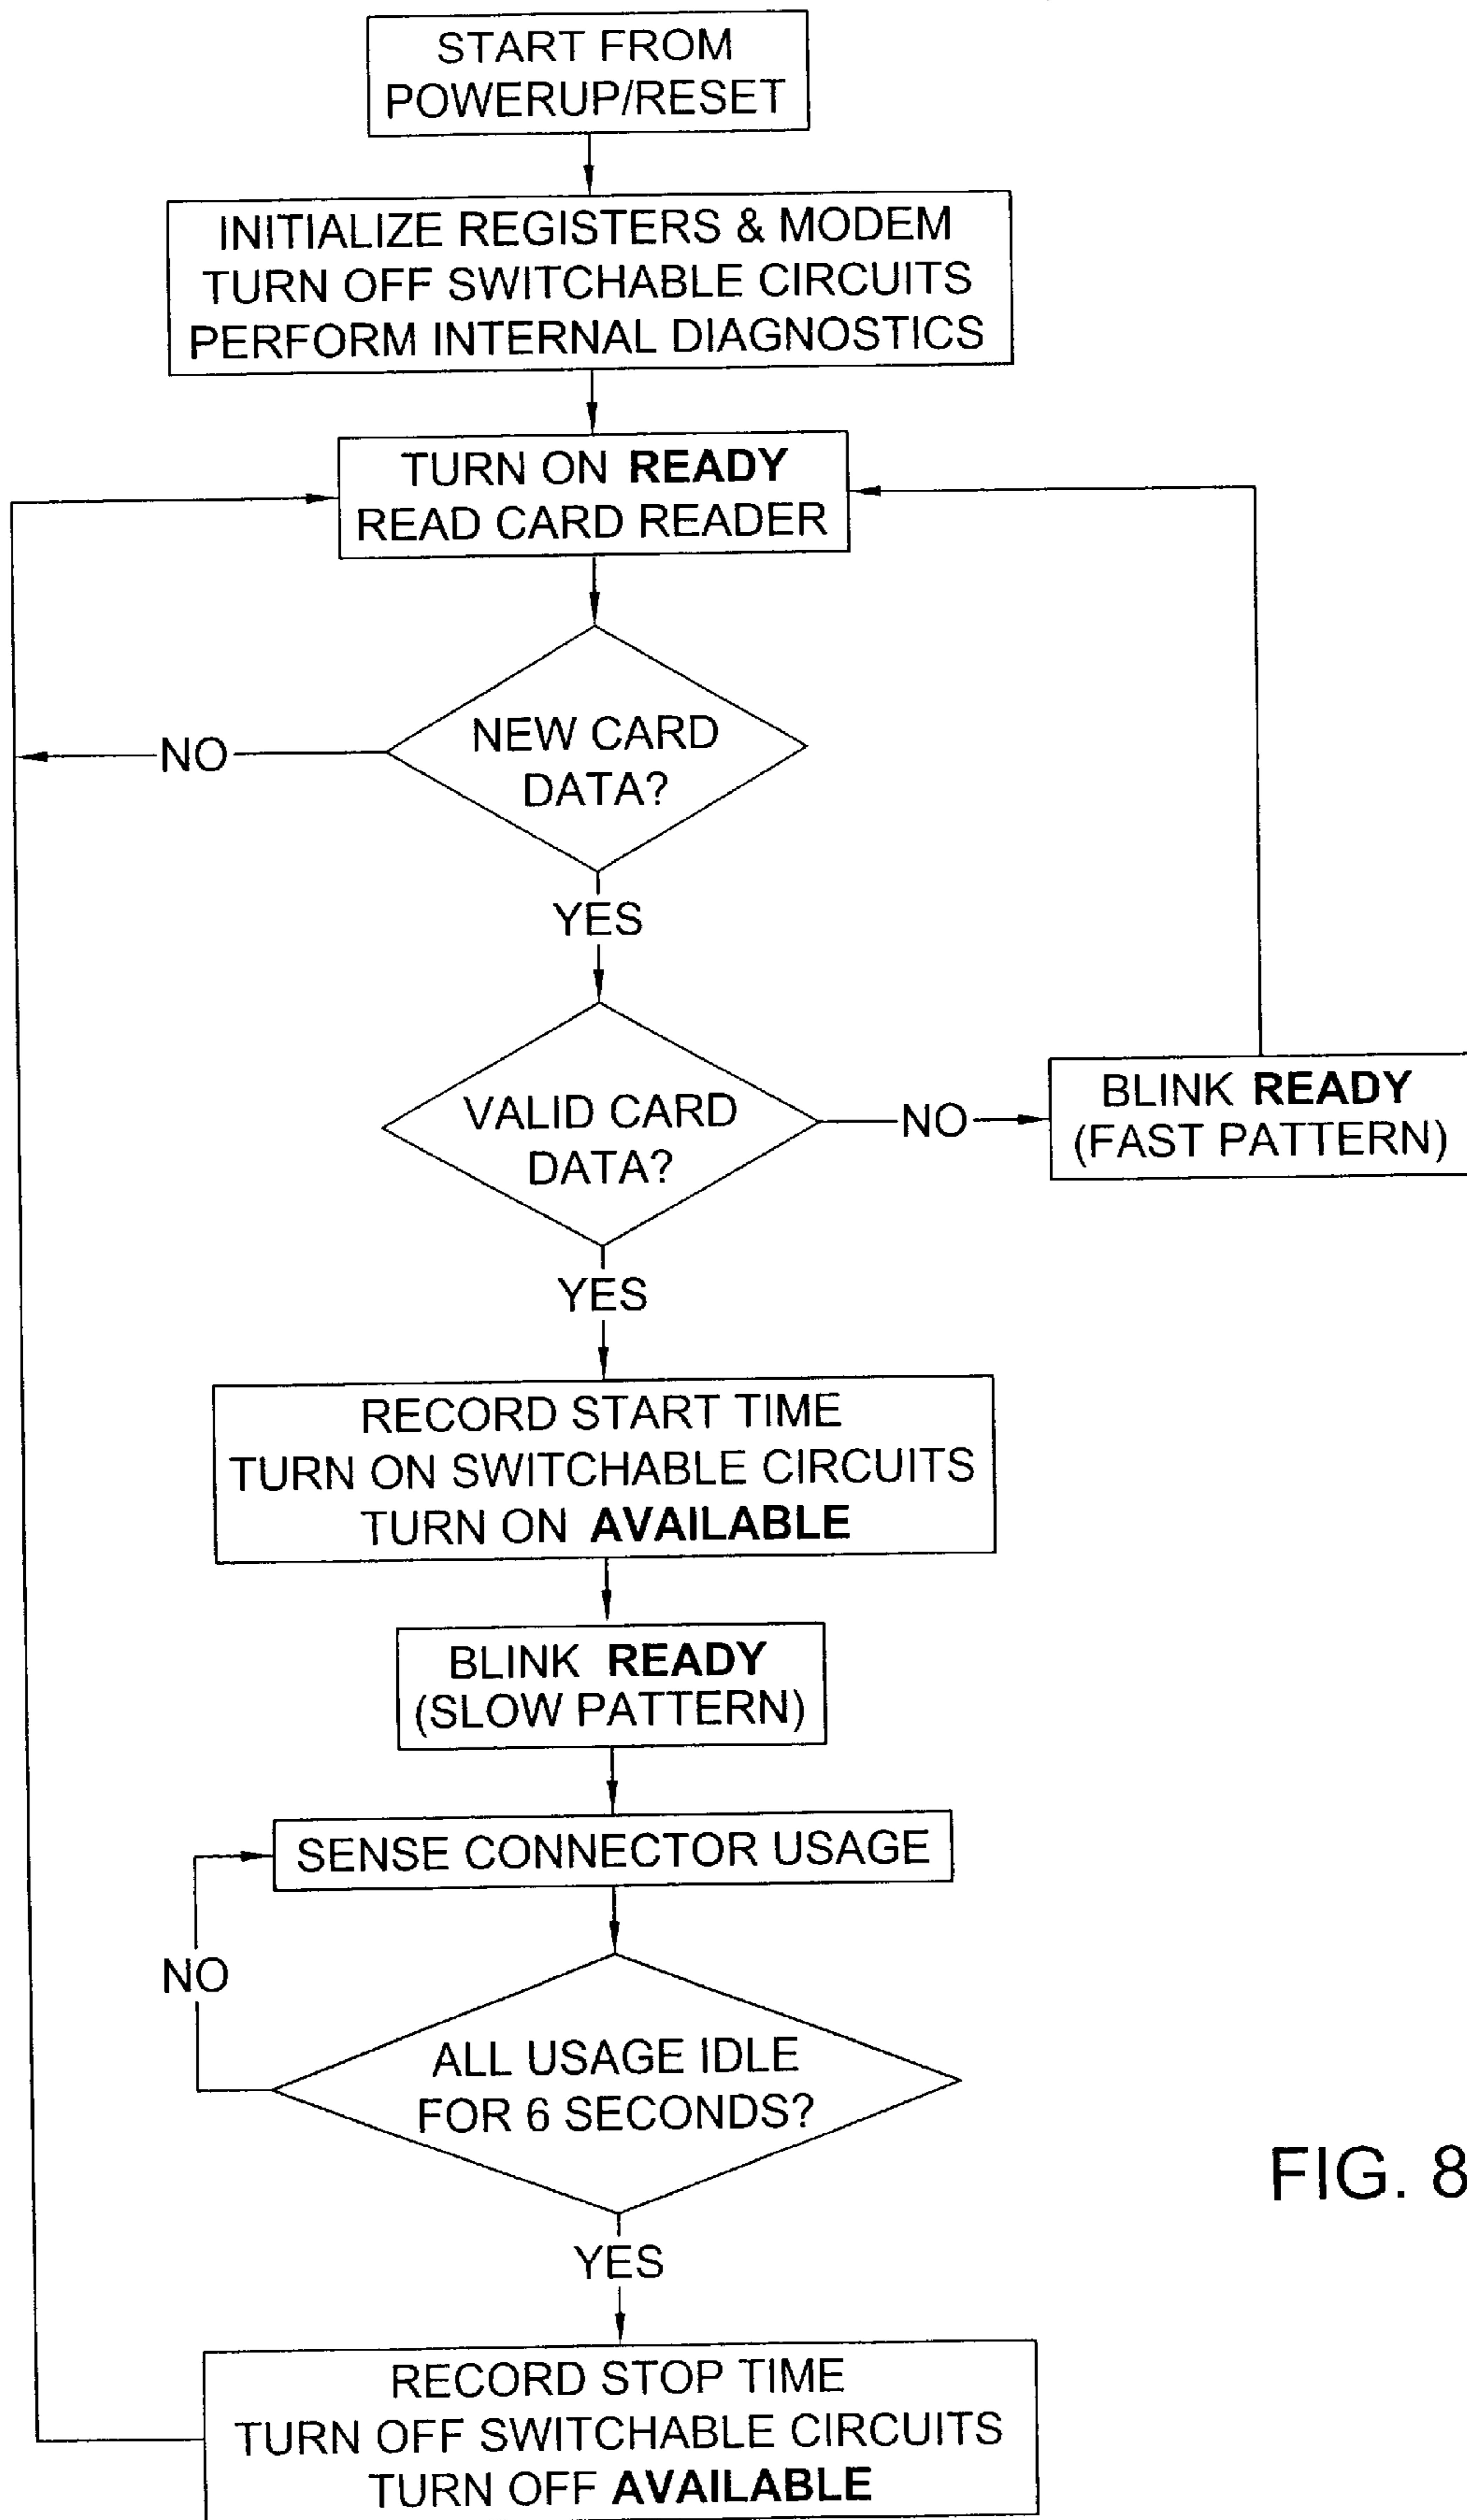 START FROM
POWERUP/RESET
INITIALIZE REGISTERS & MODEM
TURN OFF SWITCHABLE CIRCUITS
PERFORM INTERNAL DIAGNOSTICS
TURN ON READY
READ CARD READER
NEW CARD
DATA?
NO
YES
VALID CARD
DATA?
NO
BLINK READY
(FAST PATTERN)
YES
RECORD START TIME
TURN ON SWITCHABLE CIRCUITS
TURN ON AVAILABLE
BLINK READY
(SLOW PATTERN)
SENSE CONNECTOR USAGE
NO
ALL USAGE IDLE
FOR 6 SECONDS?
FIG. 8
YES
RECORD STOP TIME
TURN OFF SWITCHABLE CIRCUITS
TURN OFF AVAILABLE